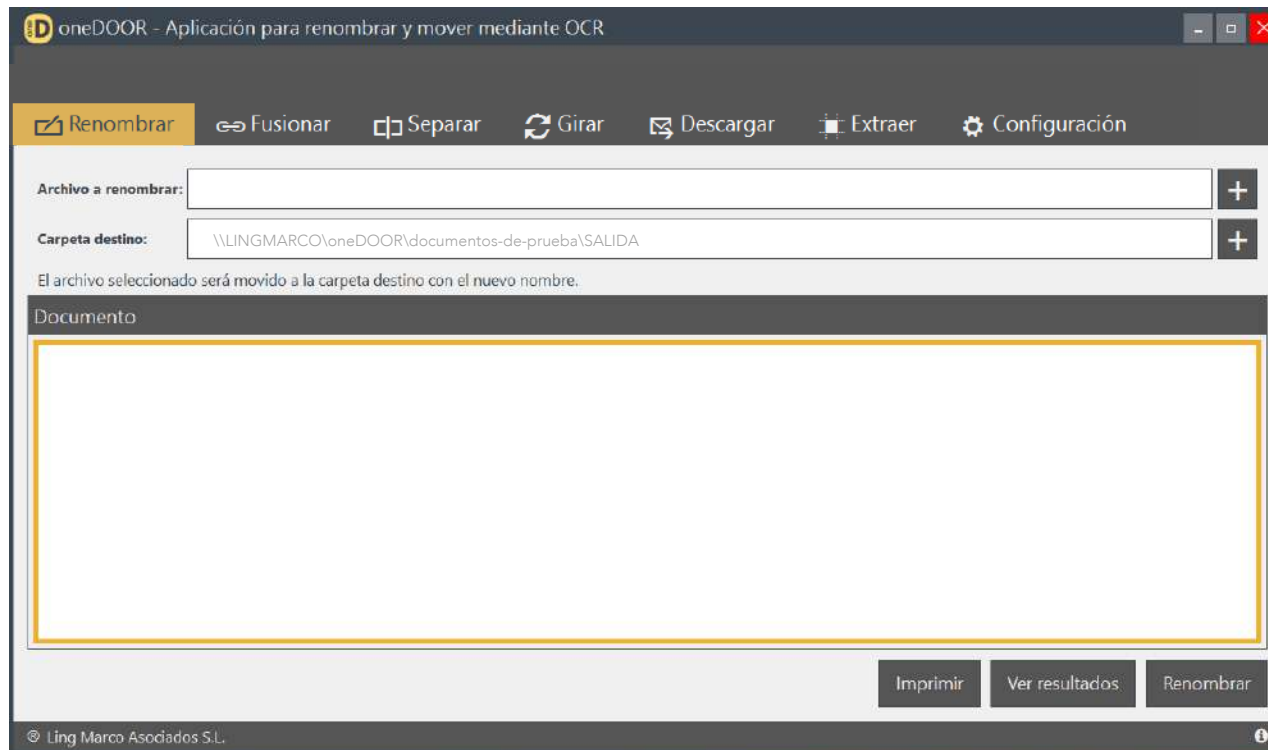 oneDOOR - Aplicación para renombrar y mover mediante OCR
Renombrar Fusionar Separar Girar Descargar Extraer Configuración
Archivo a renombrar:
Carpeta destino: \\LINGMARCO\oneDOOR\documentos-de-prueba\SALIDA
El archivo seleccionado será movido a la carpeta destino con el nuevo nombre.
Documento
Imprimir Ver resultados Renombrar
® Ling Marco Asociados S.L.